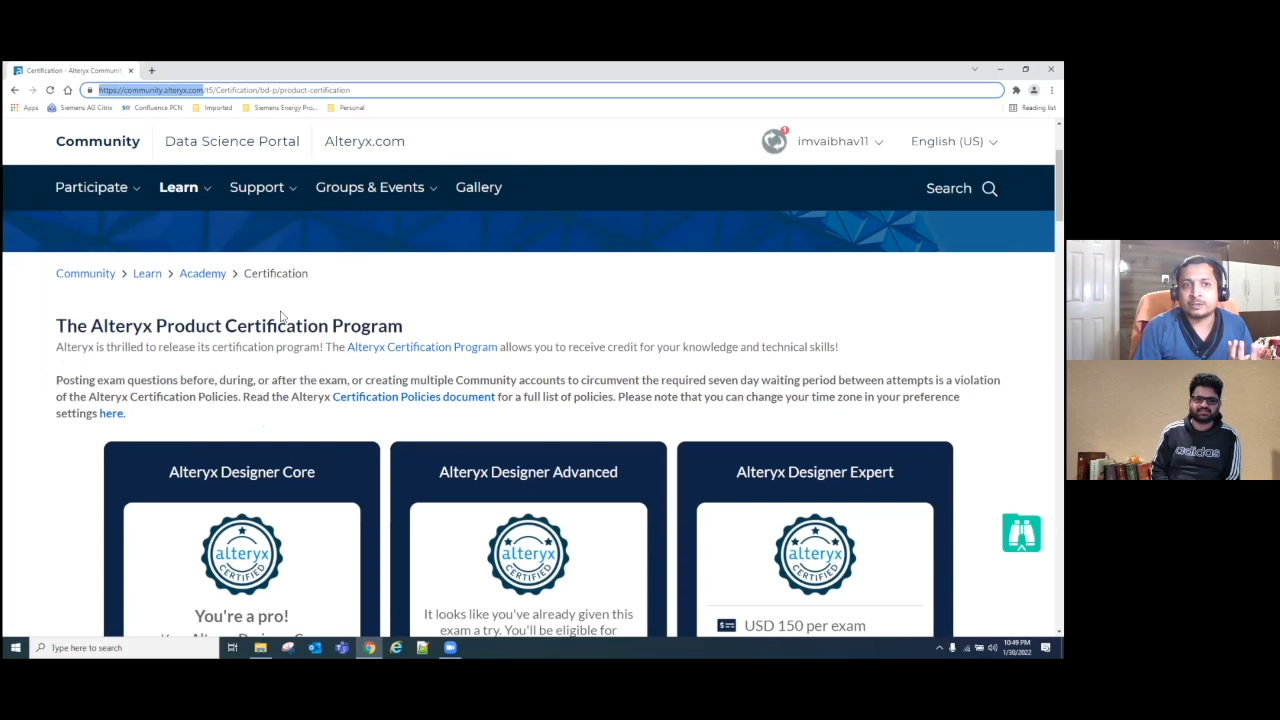 Certification - Alteryx Communit
https://community.alteryx.com/t5/Certification/bd-p/product-certification
Apps Siemens AG Citrix Confluence PCN Imported Siemens Energy Pro... Personal Reading list
Community Data Science Portal Alteryx.com 1 imvaibhav11 English (US)
Participate Learn Support Groups & Events Gallery Search
Community > Learn > Academy > Certification
The Alteryx Product Certification Program
Alteryx is thrilled to release its certification program! The Alteryx Certification Program allows you to receive credit for your knowledge and technical skills!
Posting exam questions before, during, or after the exam, or creating multiple Community accounts to circumvent the required seven day waiting period between attempts is a violation
of the Alteryx Certification Policies. Read the Alteryx Certification Policies document for a full list of policies. Please note that you can change your time zone in your preference
settings here.
Alteryx Designer Core Alteryx Designer Advanced Alteryx Designer Expert
alteryx CERTIFIED alteryx CERTIFIED alteryx CERTIFIED
You're a pro!
It looks like you've already given this
exam a try. You'll be eligible for
USD 150 per exam
adidas
Type here to search
10:49 PM
1/30/2022